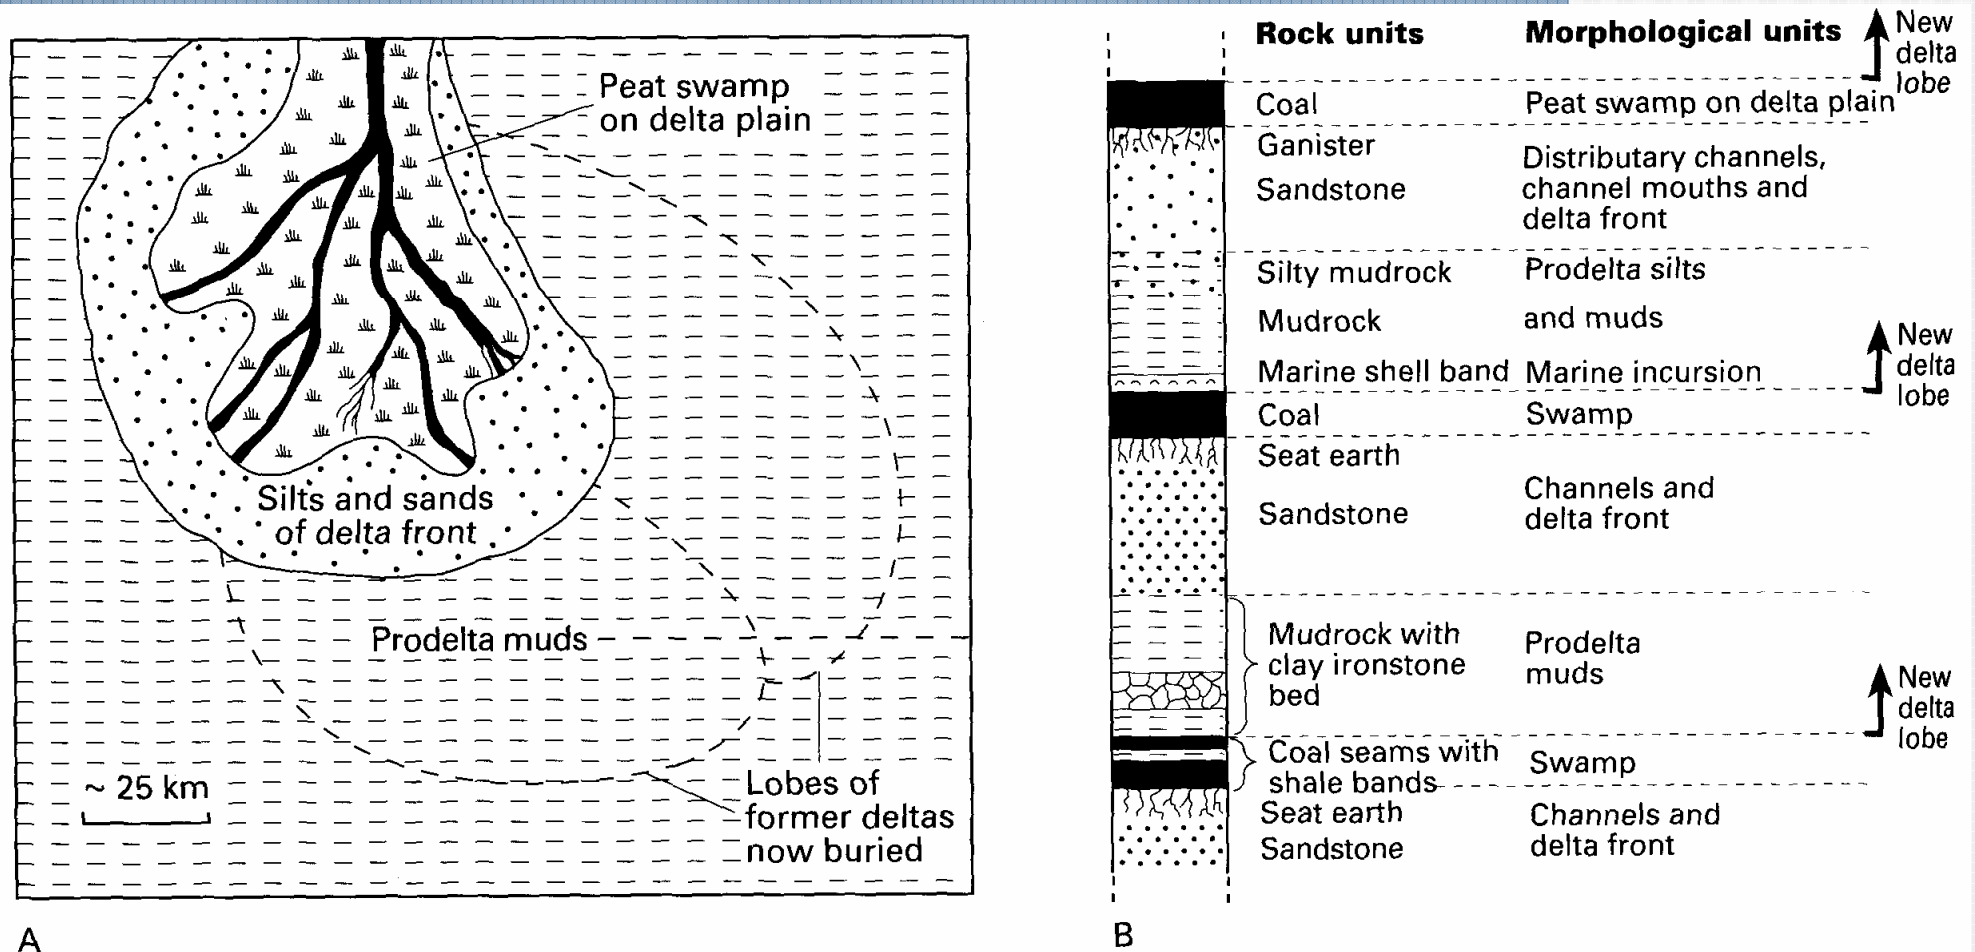 Peat swamp
on delta plain
Silts and sands
of delta front
Prodelta muds
~ 25 km
Lobes of
former deltas
now buried
A
Rock units
Morphological units
New
delta
lobe
Coal
Peat swamp on delta plain
Ganister
Sandstone
Distributary channels,
channel mouths and
delta front
Silty mudrock
Prodelta silts
Mudrock
and muds
Marine shell band
Marine incursion
New
delta
lobe
Coal
Swamp
Seat earth
Sandstone
Channels and
delta front
Mudrock with
clay ironstone
bed
Prodelta
muds
New
delta
lobe
Coal seams with
shale bands
Swamp
Seat earth
Sandstone
Channels and
delta front
B